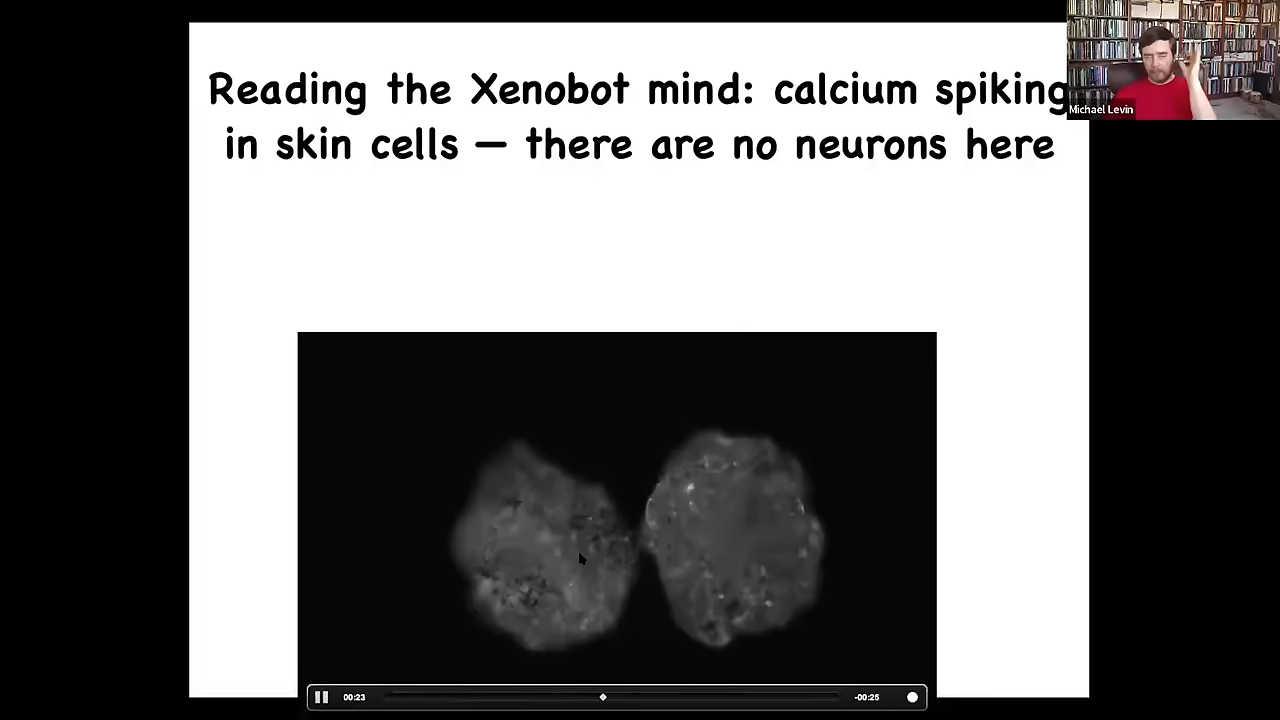 Reading the Xenobot mind: calcium spiking
in skin cells — there are no neurons here
Michael Levin
00:23
-00:25